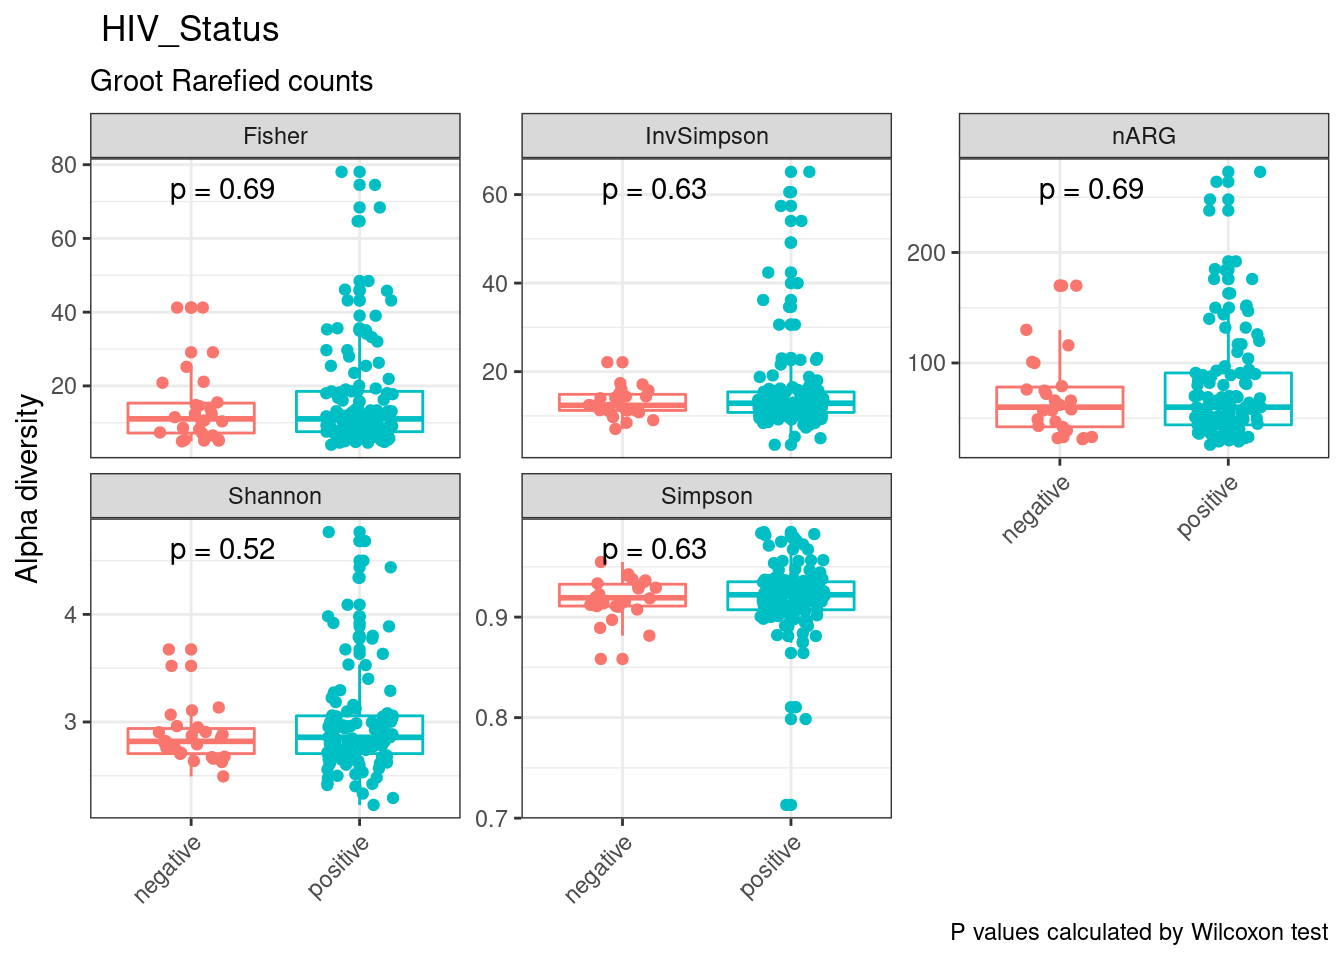 HIV_Status
Groot Rarefied counts
Alpha diversity
Fisher
p = 0.69
80
60
40
20
InvSimpson
p = 0.63
60
40
20
nARG
p = 0.69
200
100
negative
positive
Shannon
p = 0.52
4
3
negative
positive
Simpson
p = 0.63
0.9
0.8
0.7
negative
positive
P values calculated by Wilcoxon test